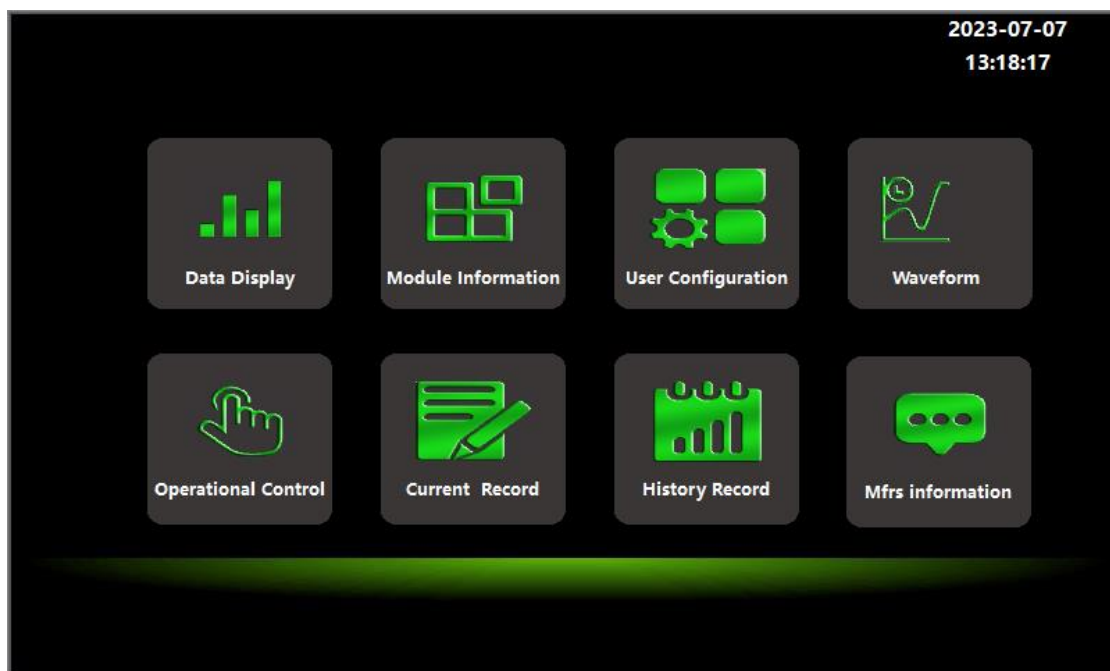 2023-07-07
13:18:17
Data Display
Module Information
User Configuration
Waveform
Operational Control
Current Record
History Record
Mfrs information